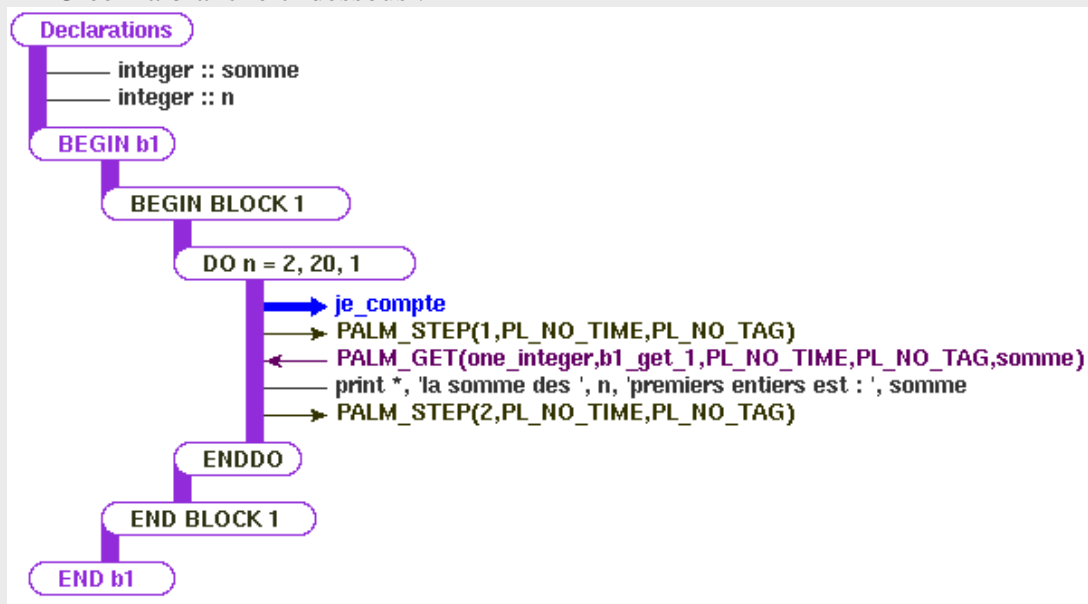 Declarations
integer :: somme
integer :: n
BEGIN b1
BEGIN BLOCK 1
DO n = 2, 20, 1
je_compte
PALM_STEP(1,PL_NO_TIME,PL_NO_TAG)
PALM_GET(one_integer,b1_get_1,PL_NO_TIME,PL_NO_TAG,somme)
print *, 'la somme des ', n, 'premiers entiers est : ', somme
PALM_STEP(2,PL_NO_TIME,PL_NO_TAG)
ENDDO
END BLOCK 1
END b1